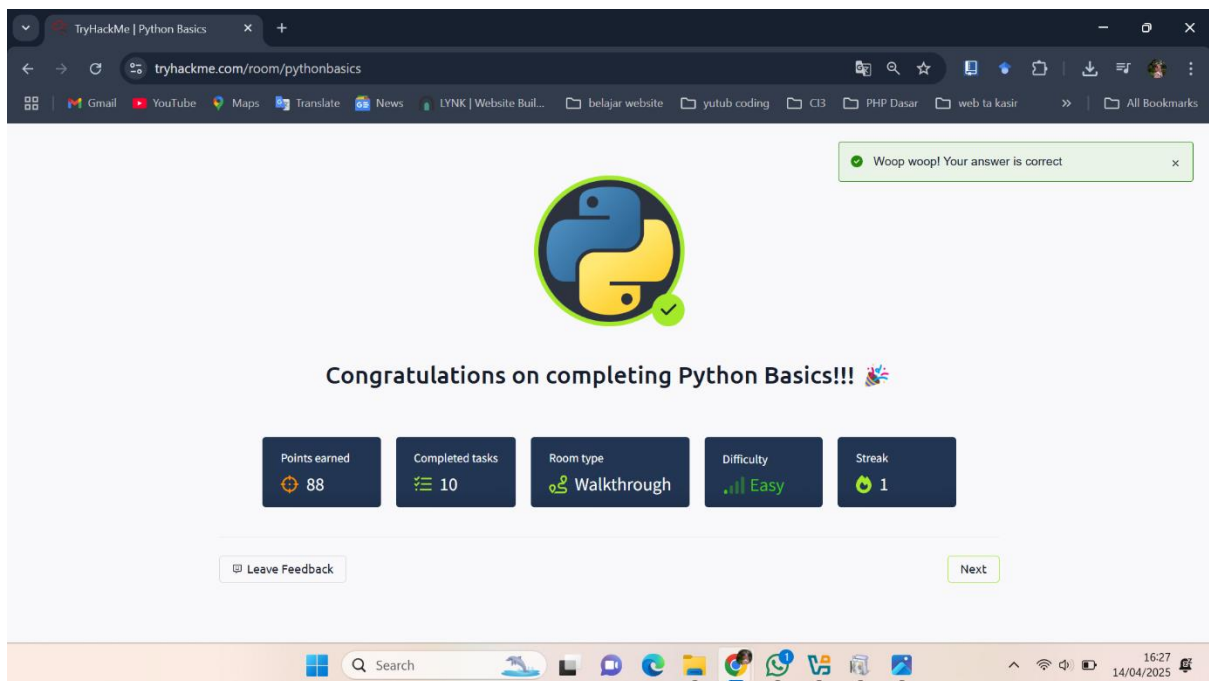 TryHackMe | Python Basics
tryhackme.com/room/pythonbasics
Gmail YouTube Maps Translate News LYNK | Website Buil... belajar website yutub coding CI3 PHP Dasar web ta kasir » All Bookmarks
Woop woop! Your answer is correct
Congratulations on completing Python Basics!!! 🎉
Points earned Completed tasks Room type Difficulty Streak
88 10 Walkthrough Easy 1
Leave Feedback Next
Search
16:27
14/04/2025